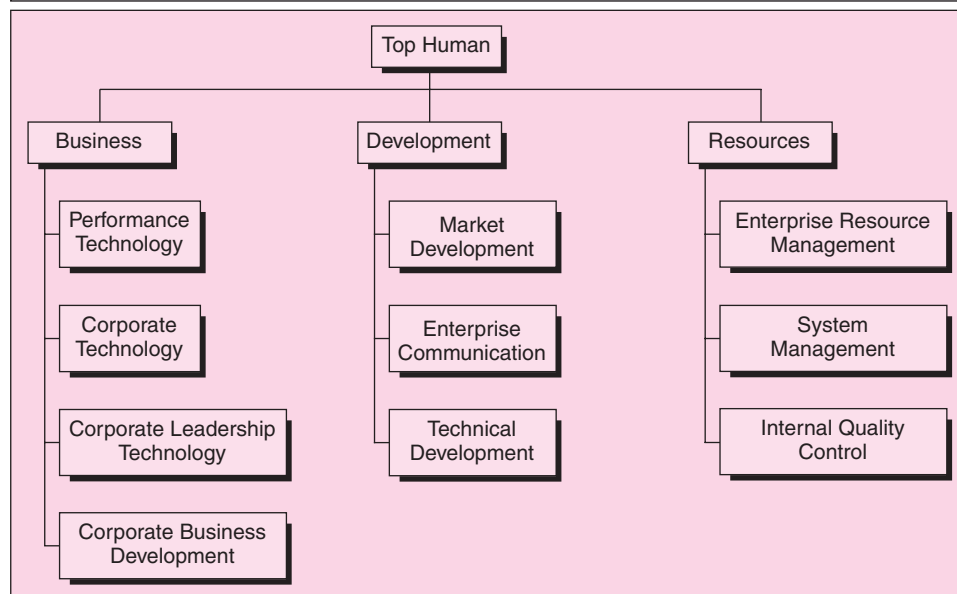 Top Human
Business
Development
Resources
Performance
Technology
Market
Development
Enterprise Resource
Management
Corporate
Technology
Enterprise
Communication
System
Management
Corporate Leadership
Technology
Technical
Development
Internal Quality
Control
Corporate Business
Development